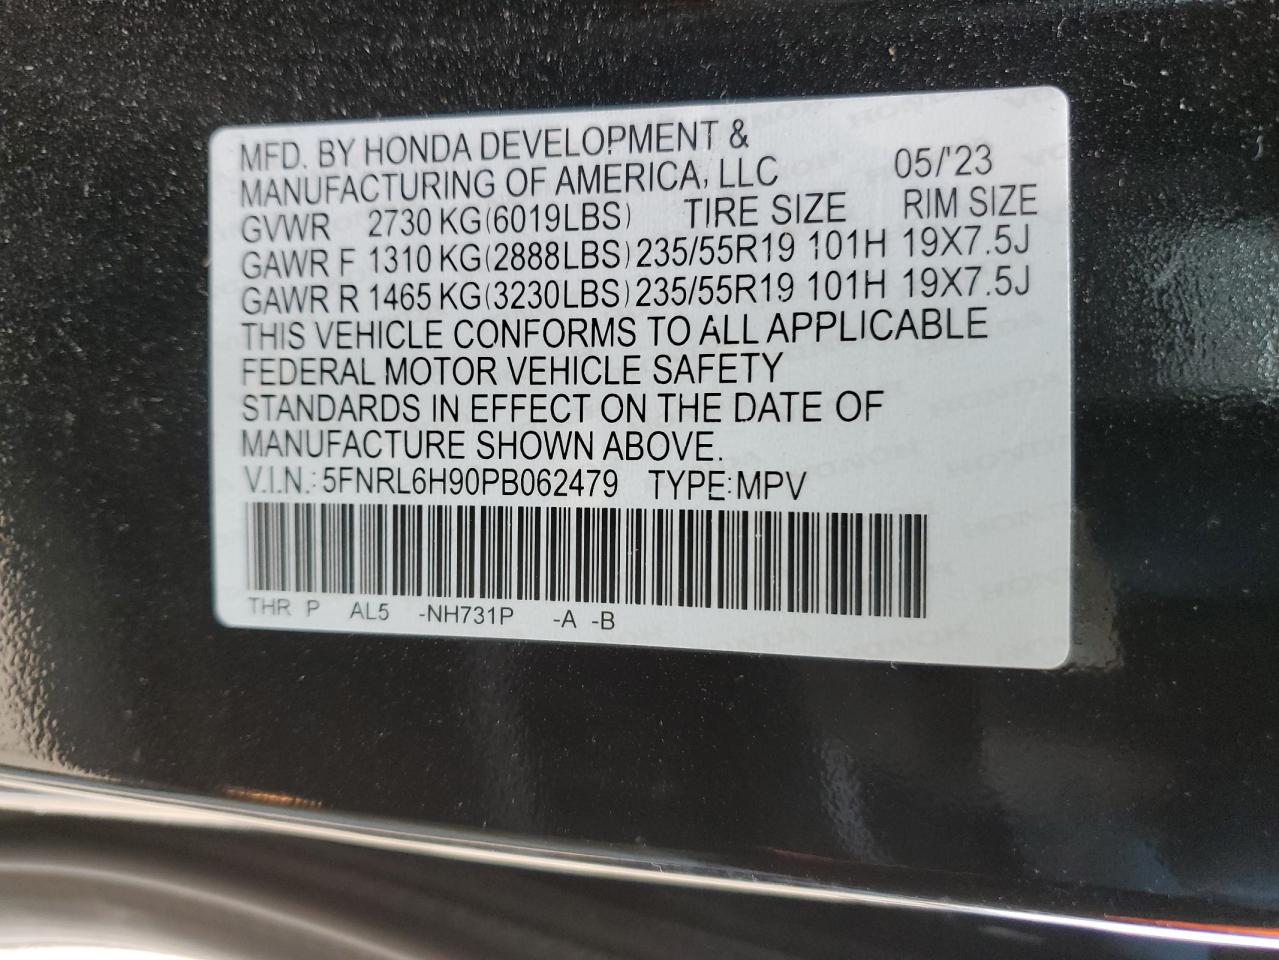 MFD. BY HONDA DEVELOPMENT &
MANUFACTURING OF AMERICA, LLC 05/'23
GVWR 2730 KG(6019LBS) TIRE SIZE RIM SIZE
GAWR F 1310 KG(2888LBS) 235/55R19 101H 19X7.5J
GAWR R 1465 KG(3230LBS) 235/55R19 101H 19X7.5J
THIS VEHICLE CONFORMS TO ALL APPLICABLE
FEDERAL MOTOR VEHICLE SAFETY
STANDARDS IN EFFECT ON THE DATE OF
MANUFACTURE SHOWN ABOVE.
V.I.N.: 5FNRL6H90PB062479 TYPE:MPV
THR P AL5 -NH731P -A -B